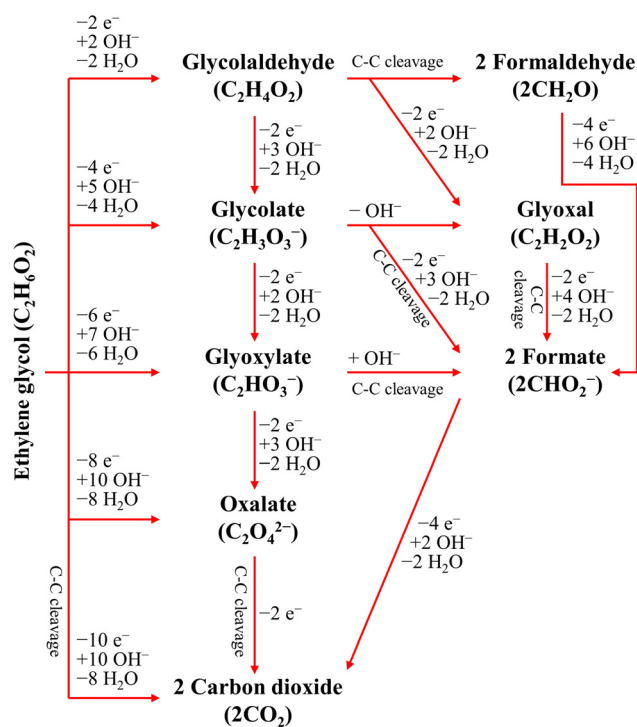 −2 e⁻
+2 OH⁻
−2 H₂O
Glycolaldehyde
(C₂H₄O₂)
C-C cleavage
2 Formaldehyde
(2CH₂O)
−2 e⁻
+3 OH⁻
−2 H₂O
−2 e⁻
+2 OH⁻
−2 H₂O
−4 e⁻
+6 OH⁻
−4 H₂O
−4 e⁻
+5 OH⁻
−4 H₂O
Glycolate
(C₂H₃O₃⁻)
− OH⁻
Glyoxal
(C₂H₂O₂)
−2 e⁻
+2 OH⁻
−2 H₂O
C-C cleavage
−2 e⁻
+3 OH⁻
−2 H₂O
C-C
cleavage
−2 e⁻
+4 OH⁻
−2 H₂O
Ethylene glycol (C₂H₆O₂)
−6 e⁻
+7 OH⁻
−6 H₂O
Glyoxylate
(C₂HO₃⁻)
+ OH⁻
C-C cleavage
2 Formate
(2CHO₂⁻)
−2 e⁻
+3 OH⁻
−2 H₂O
−8 e⁻
+10 OH⁻
−8 H₂O
Oxalate
(C₂O₄²⁻)
−4 e⁻
+2 OH⁻
−2 H₂O
C-C cleavage
C-C cleavage
−2 e⁻
−10 e⁻
+10 OH⁻
−8 H₂O
2 Carbon dioxide
(2CO₂)